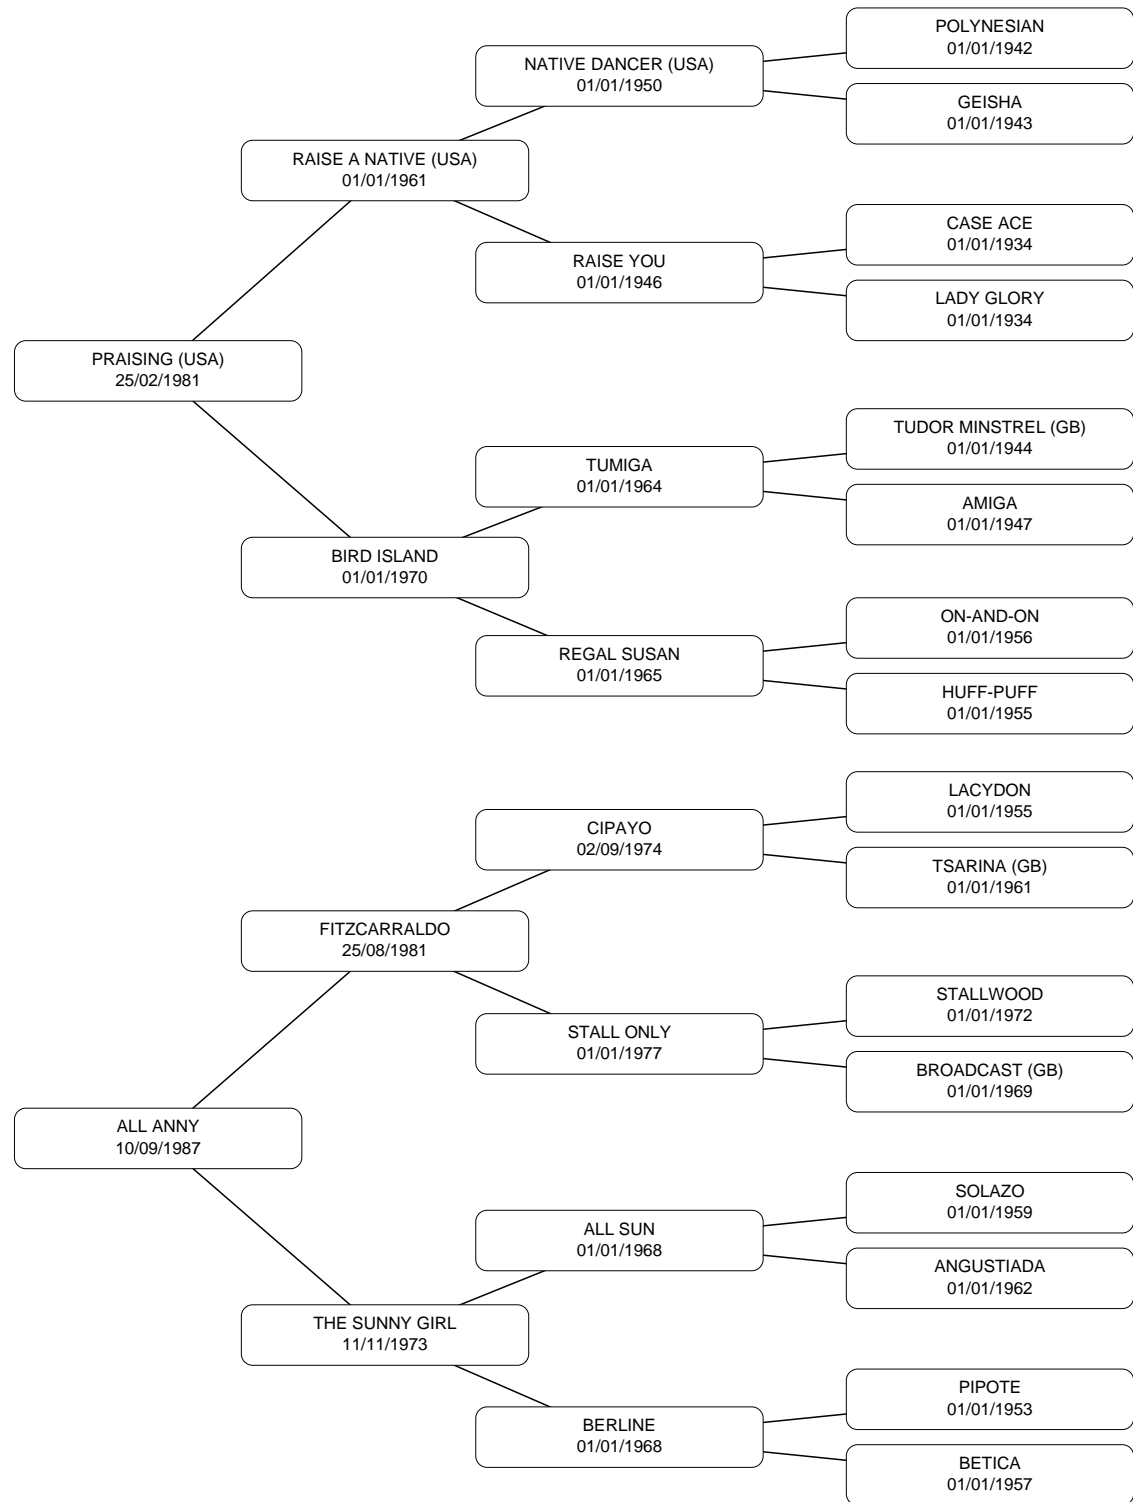 POLYNESIAN
01/01/1942
NATIVE DANCER (USA)
01/01/1950
GEISHA
01/01/1943
RAISE A NATIVE (USA)
01/01/1961
CASE ACE
01/01/1934
RAISE YOU
01/01/1946
LADY GLORY
01/01/1934
PRAISING (USA)
25/02/1981
TUDOR MINSTREL (GB)
01/01/1944
TUMIGA
01/01/1964
AMIGA
01/01/1947
BIRD ISLAND
01/01/1970
ON-AND-ON
01/01/1956
REGAL SUSAN
01/01/1965
HUFF-PUFF
01/01/1955
LACYDON
01/01/1955
CIPAYO
02/09/1974
TSARINA (GB)
01/01/1961
FITZCARRALDO
25/08/1981
STALLWOOD
01/01/1972
STALL ONLY
01/01/1977
BROADCAST (GB)
01/01/1969
ALL ANNY
10/09/1987
SOLAZO
01/01/1959
ALL SUN
01/01/1968
ANGUSTIADA
01/01/1962
THE SUNNY GIRL
11/11/1973
PIPOTE
01/01/1953
BERLINE
01/01/1968
BETICA
01/01/1957